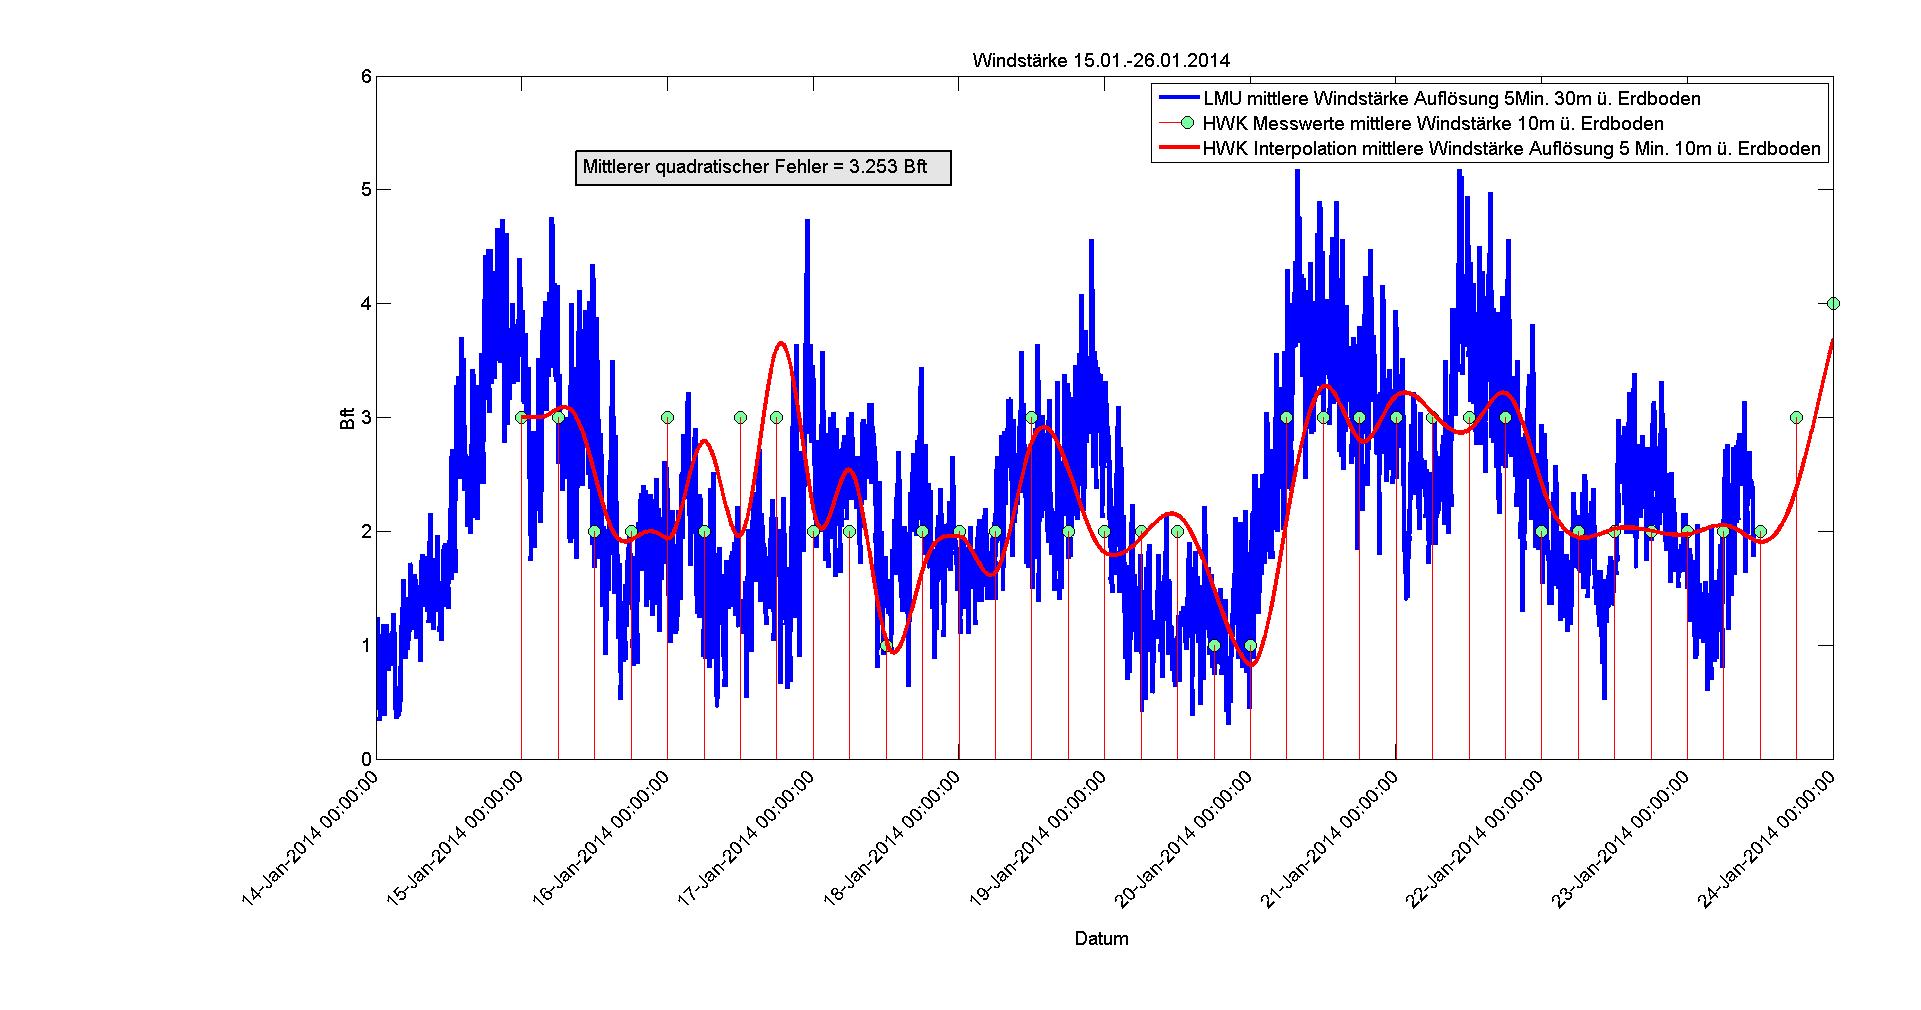 Windstärke 15.01.-26.01.2014
LMU mittlere Windstärke Auflösung 5Min. 30m ü. Erdboden
HWK Messwerte mittlere Windstärke 10m ü. Erdboden
HWK Interpolation mittlere Windstärke Auflösung 5 Min. 10m ü. Erdboden
Mittlerer quadratischer Fehler = 3.253 Bft
6
5
4
3
2
1
0
Bft
14-Jan-2014 00:00:00
15-Jan-2014 00:00:00
16-Jan-2014 00:00:00
17-Jan-2014 00:00:00
18-Jan-2014 00:00:00
19-Jan-2014 00:00:00
20-Jan-2014 00:00:00
21-Jan-2014 00:00:00
22-Jan-2014 00:00:00
23-Jan-2014 00:00:00
24-Jan-2014 00:00:00
Datum